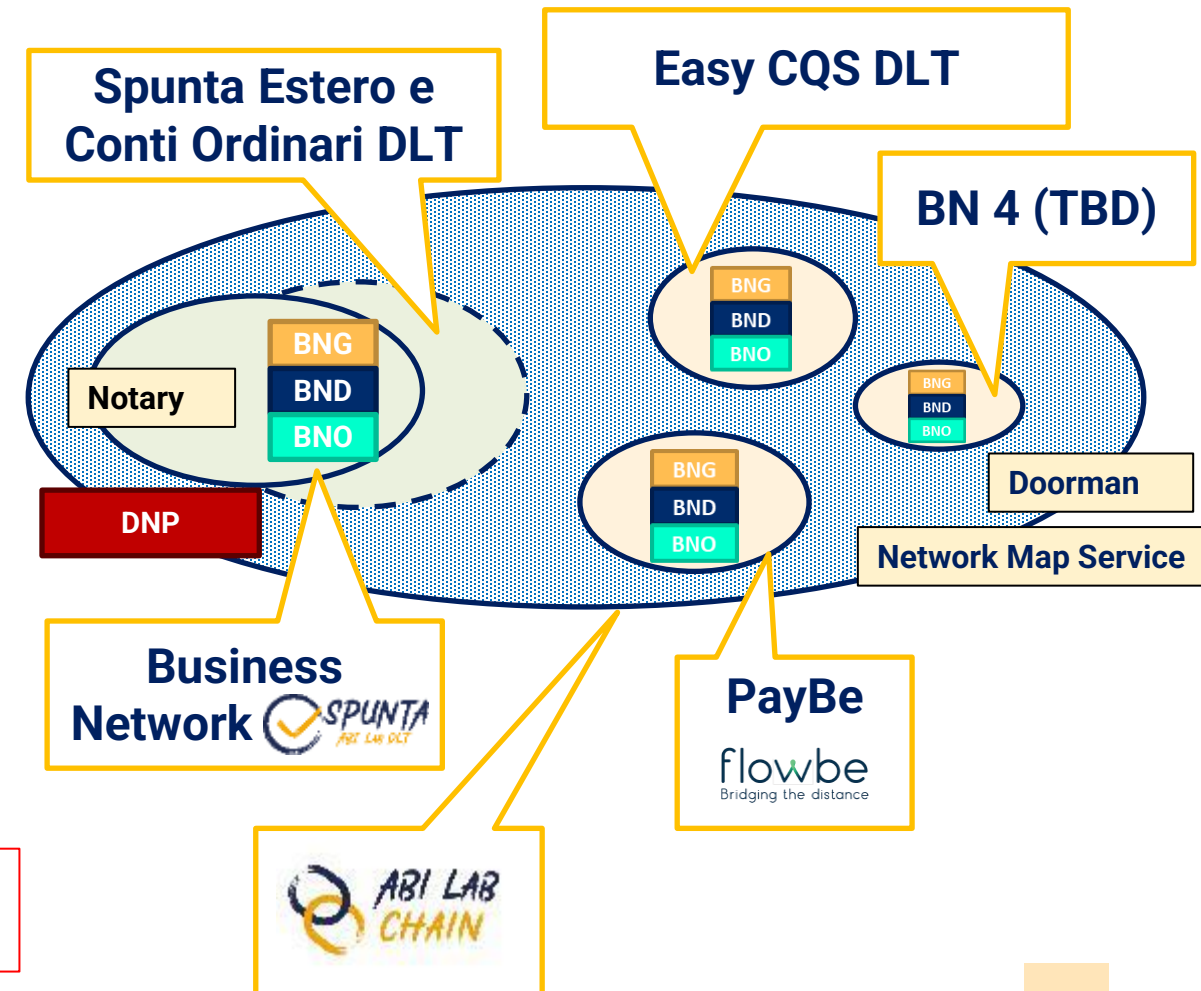 Spunta Estero e
Conti Ordinari DLT
Easy CQS DLT
BN 4 (TBD)
BNG
BND
BNO
BNG
BND
BNO
BNG
BND
BNO
Notary
BNG
BND
BNO
Doorman
DNP
Network Map Service
Business
Network SPUNTA
ABI LAB DLT
PayBe
flowbe
Bridging the distance
ABI LAB
CHAIN